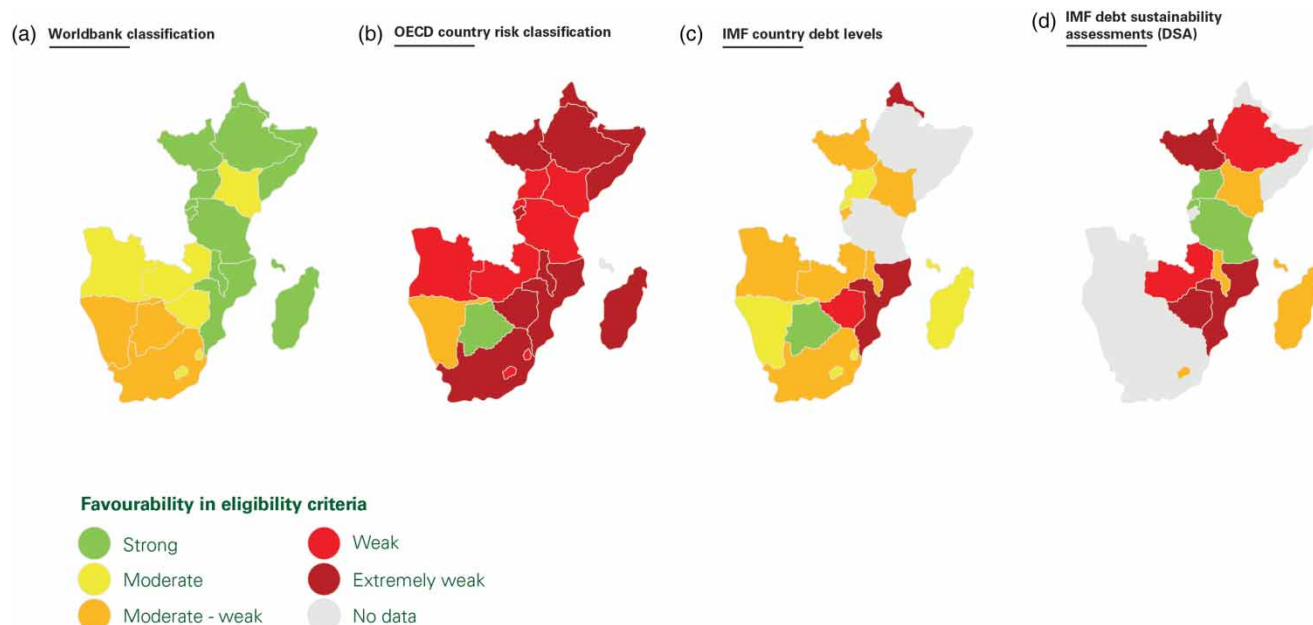 (a) Worldbank classification
(b) OECD country risk classification
(c) IMF country debt levels
(d) IMF debt sustainability
assessments (DSA)
Favourability in eligibility criteria
Strong
Weak
Moderate
Extremely weak
Moderate - weak
No data